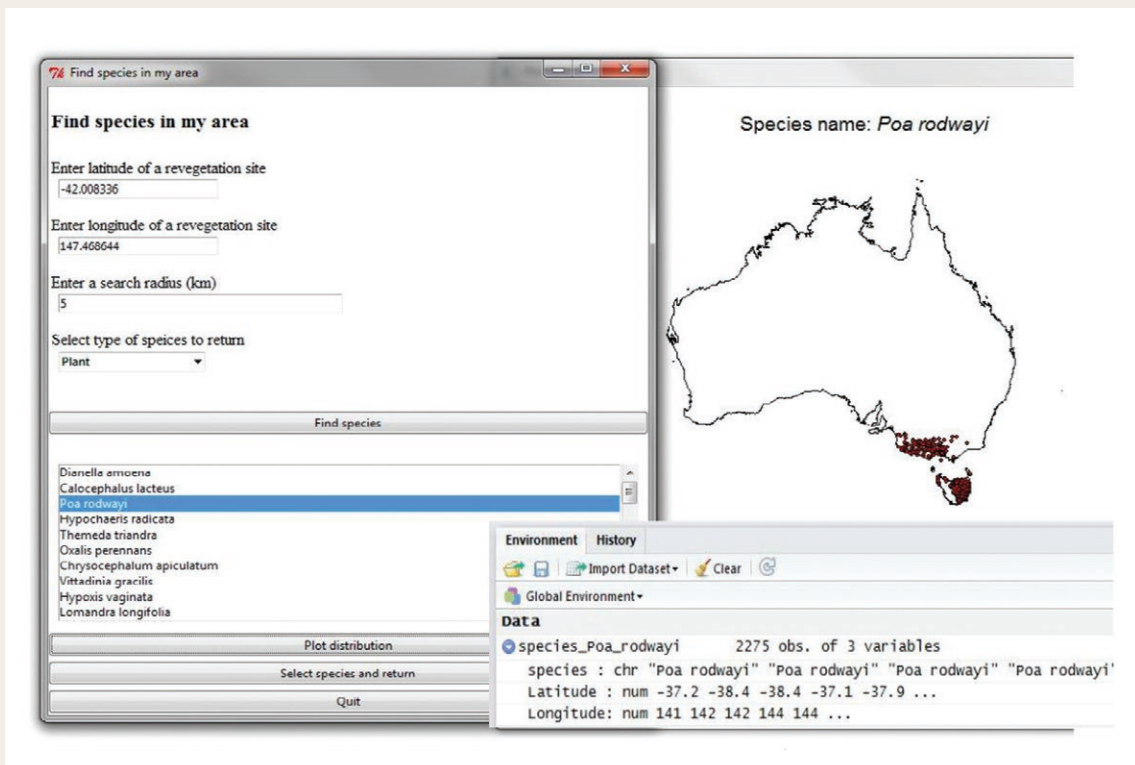 Find species in my area
Find species in my area
Enter latitude of a revegetation site
-42.008336
Enter longitude of a revegetation site
147.468644
Enter a search radius (km)
5
Select type of speices to return
Plant
Find species
Dianella amoena
Calocephalus lacteus
Poa rodwayi
Hypochaeris radicata
Themeda triandra
Oxalis perennans
Chrysocephalum apiculatum
Vittadinia gracilis
Hypoxis vaginata
Lomandra longifolia
Plot distribution
Select species and return
Quit
Species name: Poa rodwayi
Environment History
Import Dataset Clear
Global Environment
Data
species_Poa_rodwayi 2275 obs. of 3 variables
species : chr "Poa rodwayi" "Poa rodwayi" "Poa rodwayi" "Poa rodwayi"
Latitude : num -37.2 -38.4 -38.4 -37.1 -37.9 ...
Longitude: num 141 142 142 144 144 ...